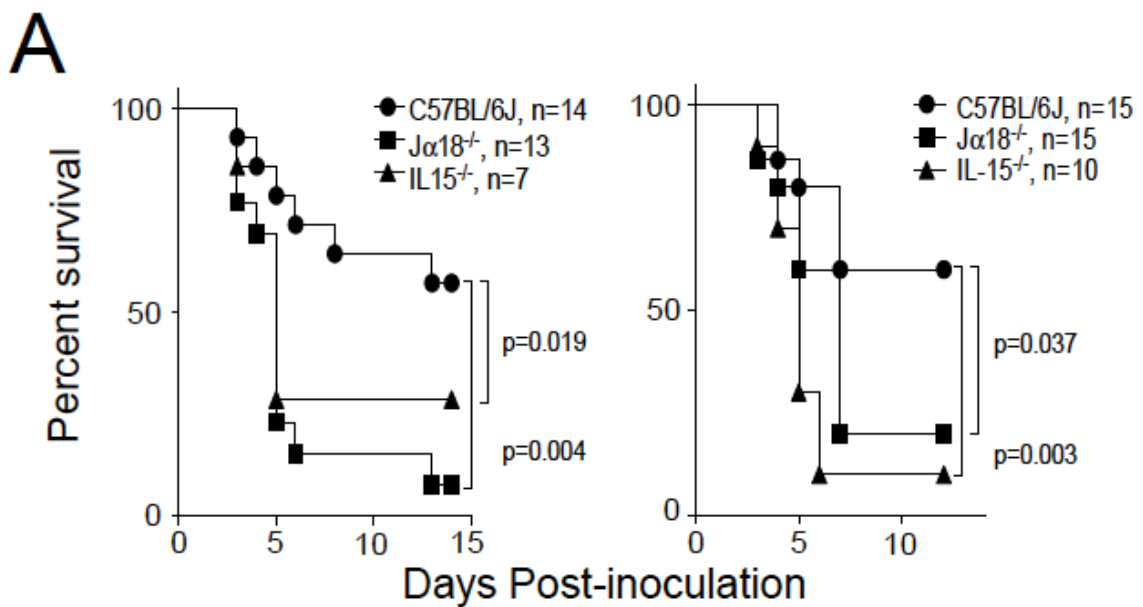 A
100
50
0
Percent survival
C57BL/6J, n=14
Jα18-/-, n=13
IL15-/-, n=7
p=0.019
p=0.004
0 5 10 15
100
50
0
C57BL/6J, n=15
Jα18-/-, n=15
IL-15-/-, n=10
p=0.037
p=0.003
0 5 10
Days Post-inoculation